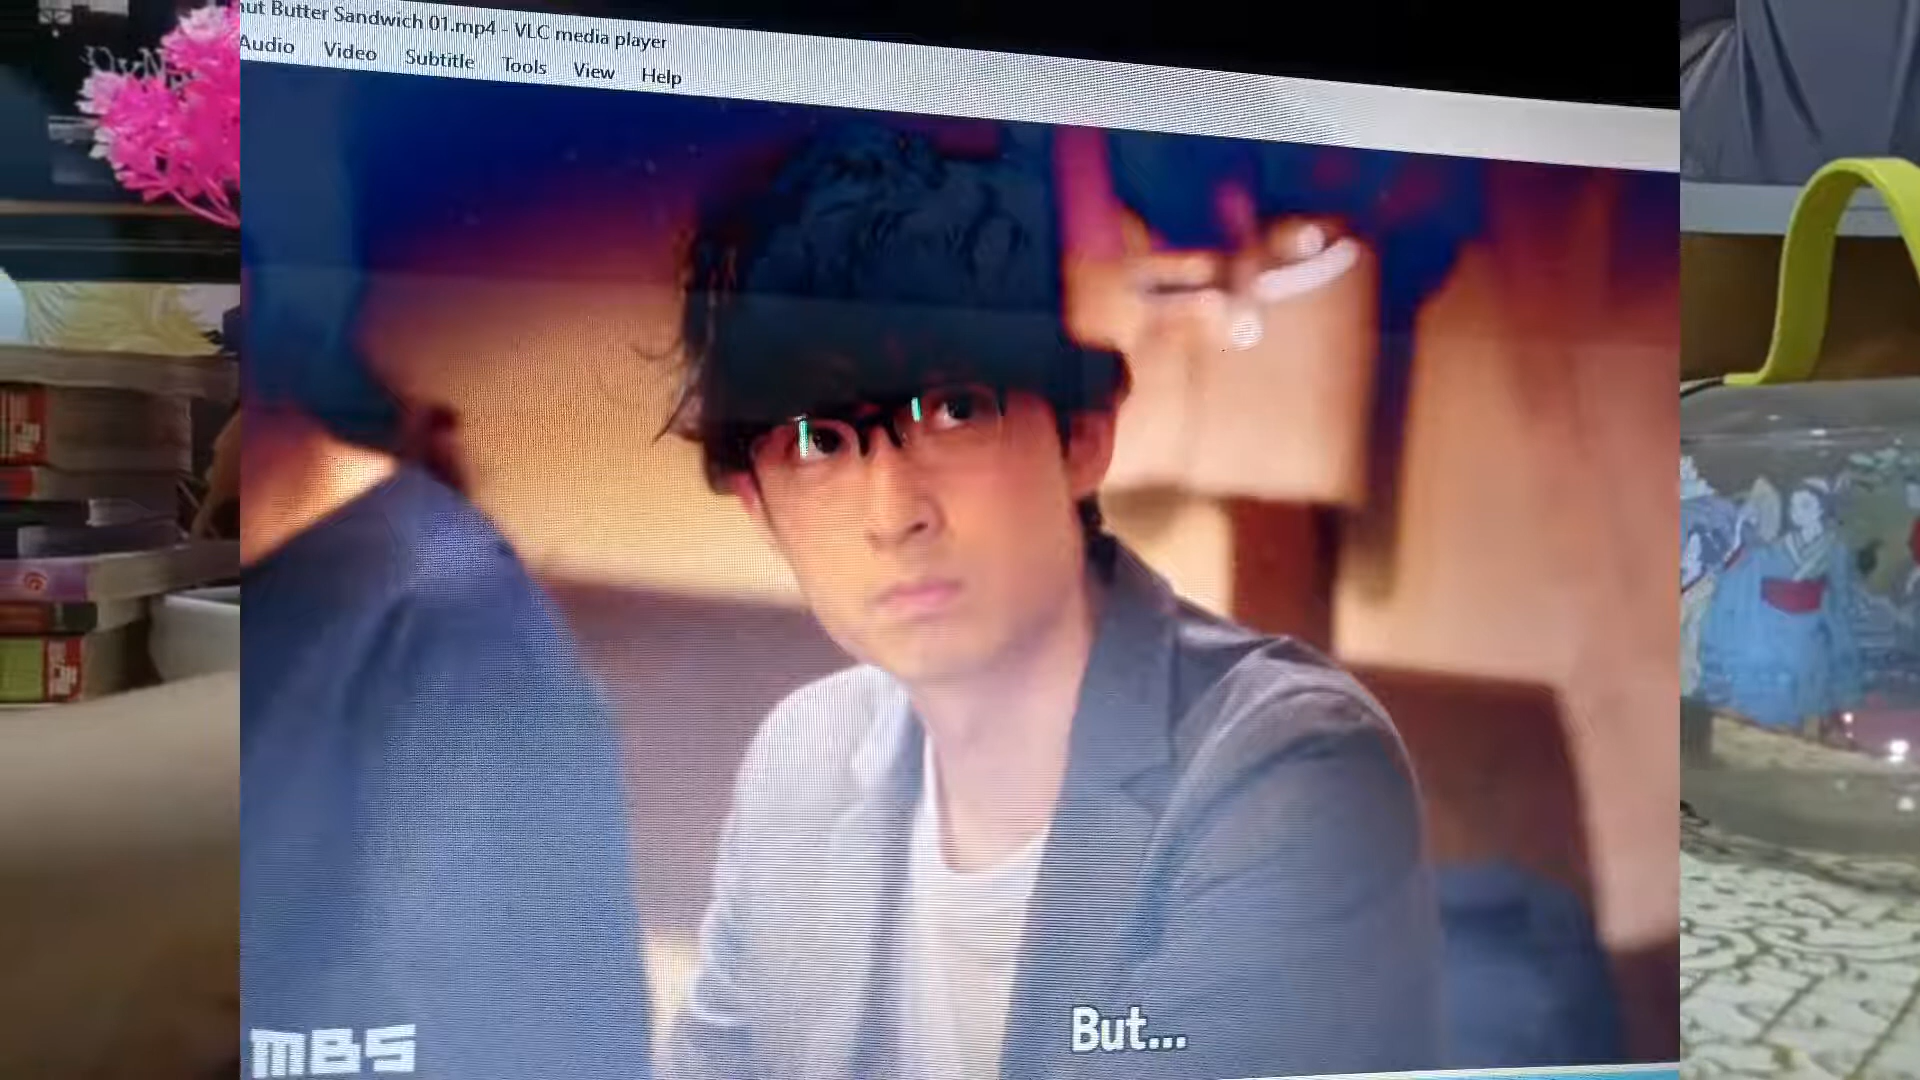 nut Butter Sandwich 01.mp4 - VLC media player
Audio Video Subtitle Tools View Help
But...
MBS